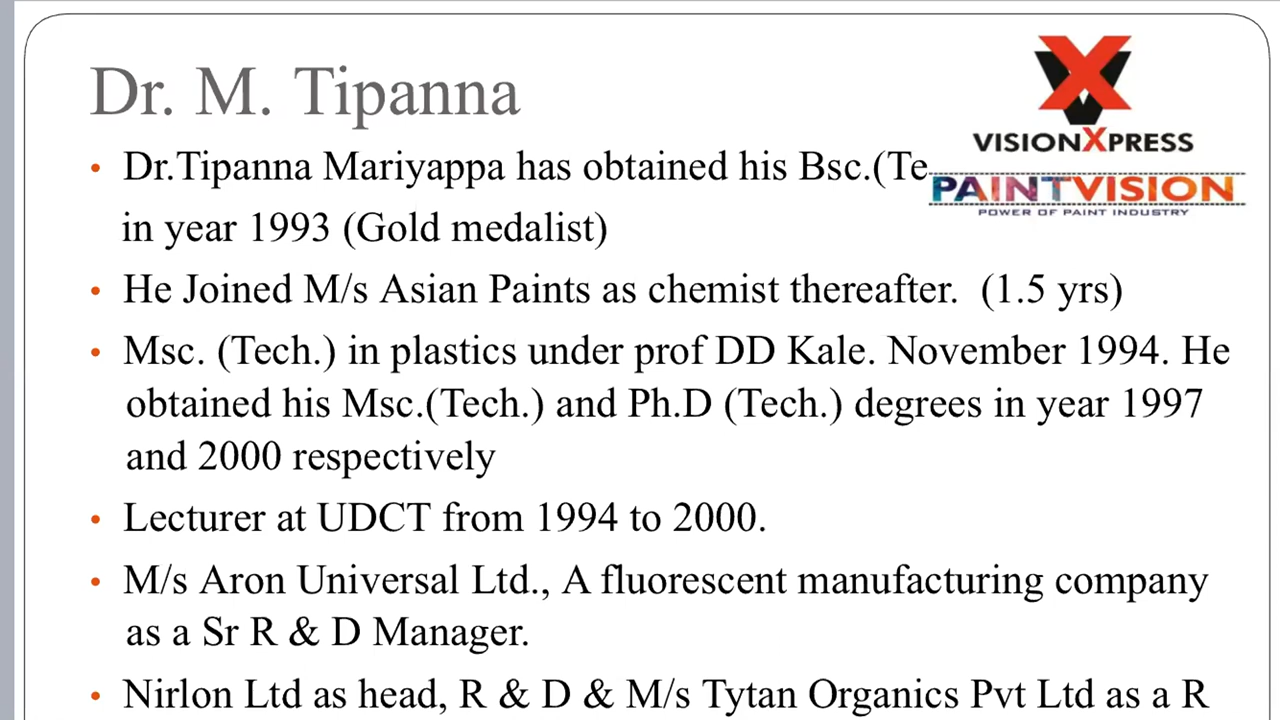 Dr. M. Tipanna
VISIONXPRESS
• Dr.Tipanna Mariyappa has obtained his Bsc.(Te
PAINTVISION
POWER OF PAINT INDUSTRY
in year 1993 (Gold medalist)
• He Joined M/s Asian Paints as chemist thereafter. (1.5 yrs)
• Msc. (Tech.) in plastics under prof DD Kale. November 1994. He
obtained his Msc.(Tech.) and Ph.D (Tech.) degrees in year 1997
and 2000 respectively
• Lecturer at UDCT from 1994 to 2000.
• M/s Aron Universal Ltd., A fluorescent manufacturing company
as a Sr R & D Manager.
• Nirlon Ltd as head, R & D & M/s Tytan Organics Pvt Ltd as a R